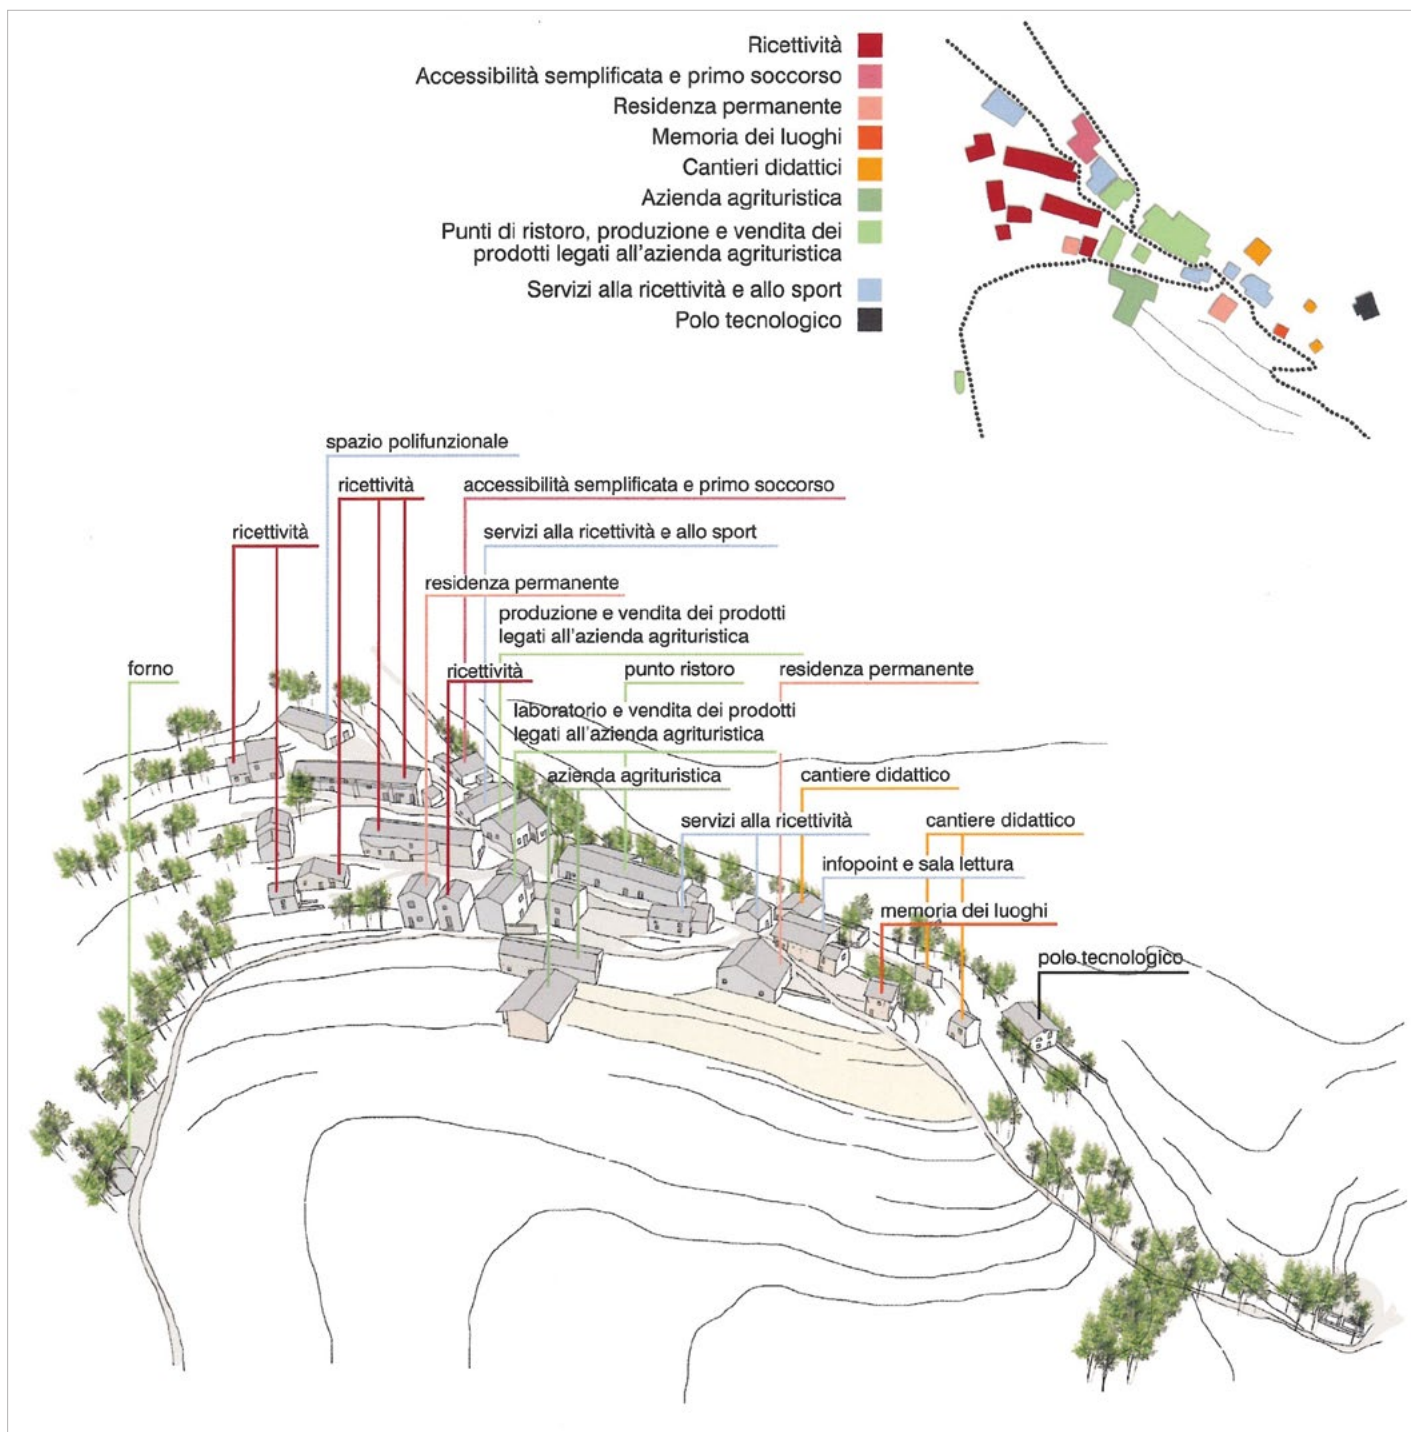 Ricettività
Accessibilità semplificata e primo soccorso
Residenza permanente
Memoria dei luoghi
Cantieri didattici
Azienda agrituristica
Punti di ristoro, produzione e vendita dei
prodotti legati all'azienda agrituristica
Servizi alla ricettività e allo sport
Polo tecnologico
spazio polifunzionale
ricettività
accessibilità semplificata e primo soccorso
ricettività
servizi alla ricettività e allo sport
residenza permanente
produzione e vendita dei prodotti
legati all'azienda agrituristica
forno
ricettività
punto ristoro
residenza permanente
laboratorio e vendita dei prodotti
legati all'azienda agrituristica
azienda agrituristica
cantiere didattico
servizi alla ricettività
cantiere didattico
infopoint e sala lettura
memoria dei luoghi
polo tecnologico